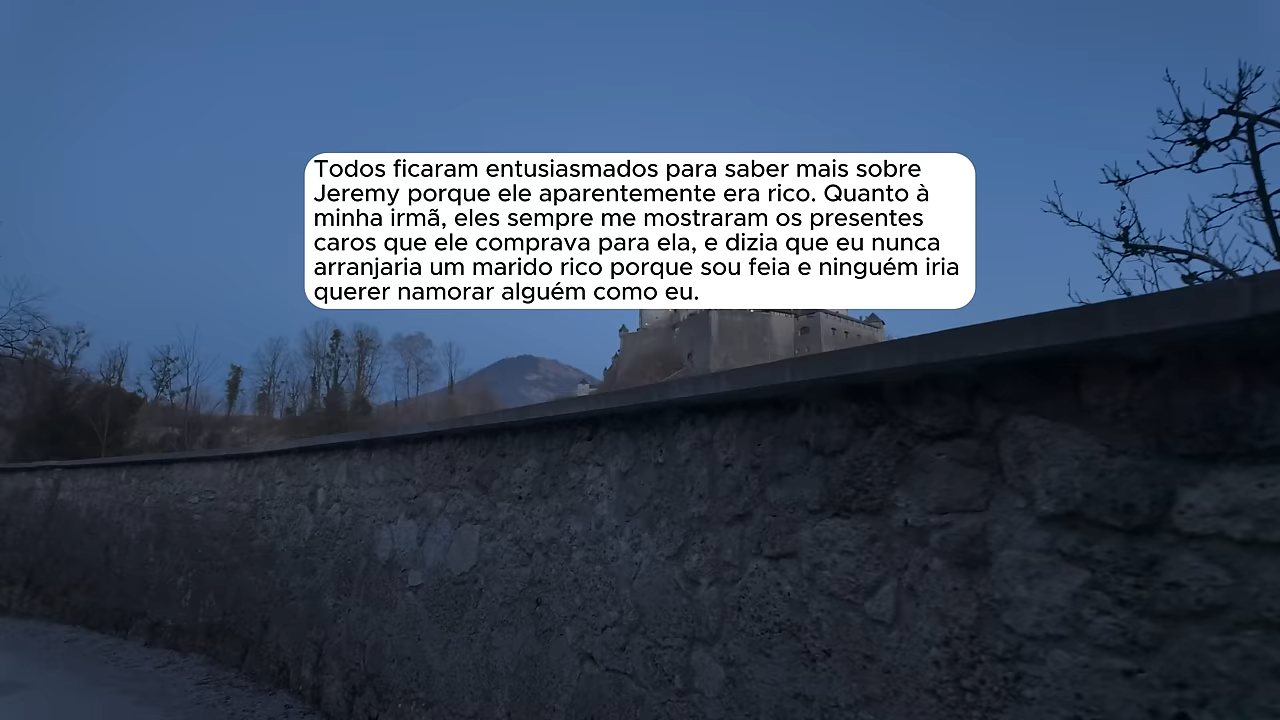 Todos ficaram entusiasmados para saber mais sobre
Jeremy porque ele aparentemente era rico. Quanto à
minha irmã, eles sempre me mostraram os presentes
caros que ele comprava para ela, e dizia que eu nunca
arranjaria um marido rico porque sou feia e ninguém iria
querer namorar alguém como eu.